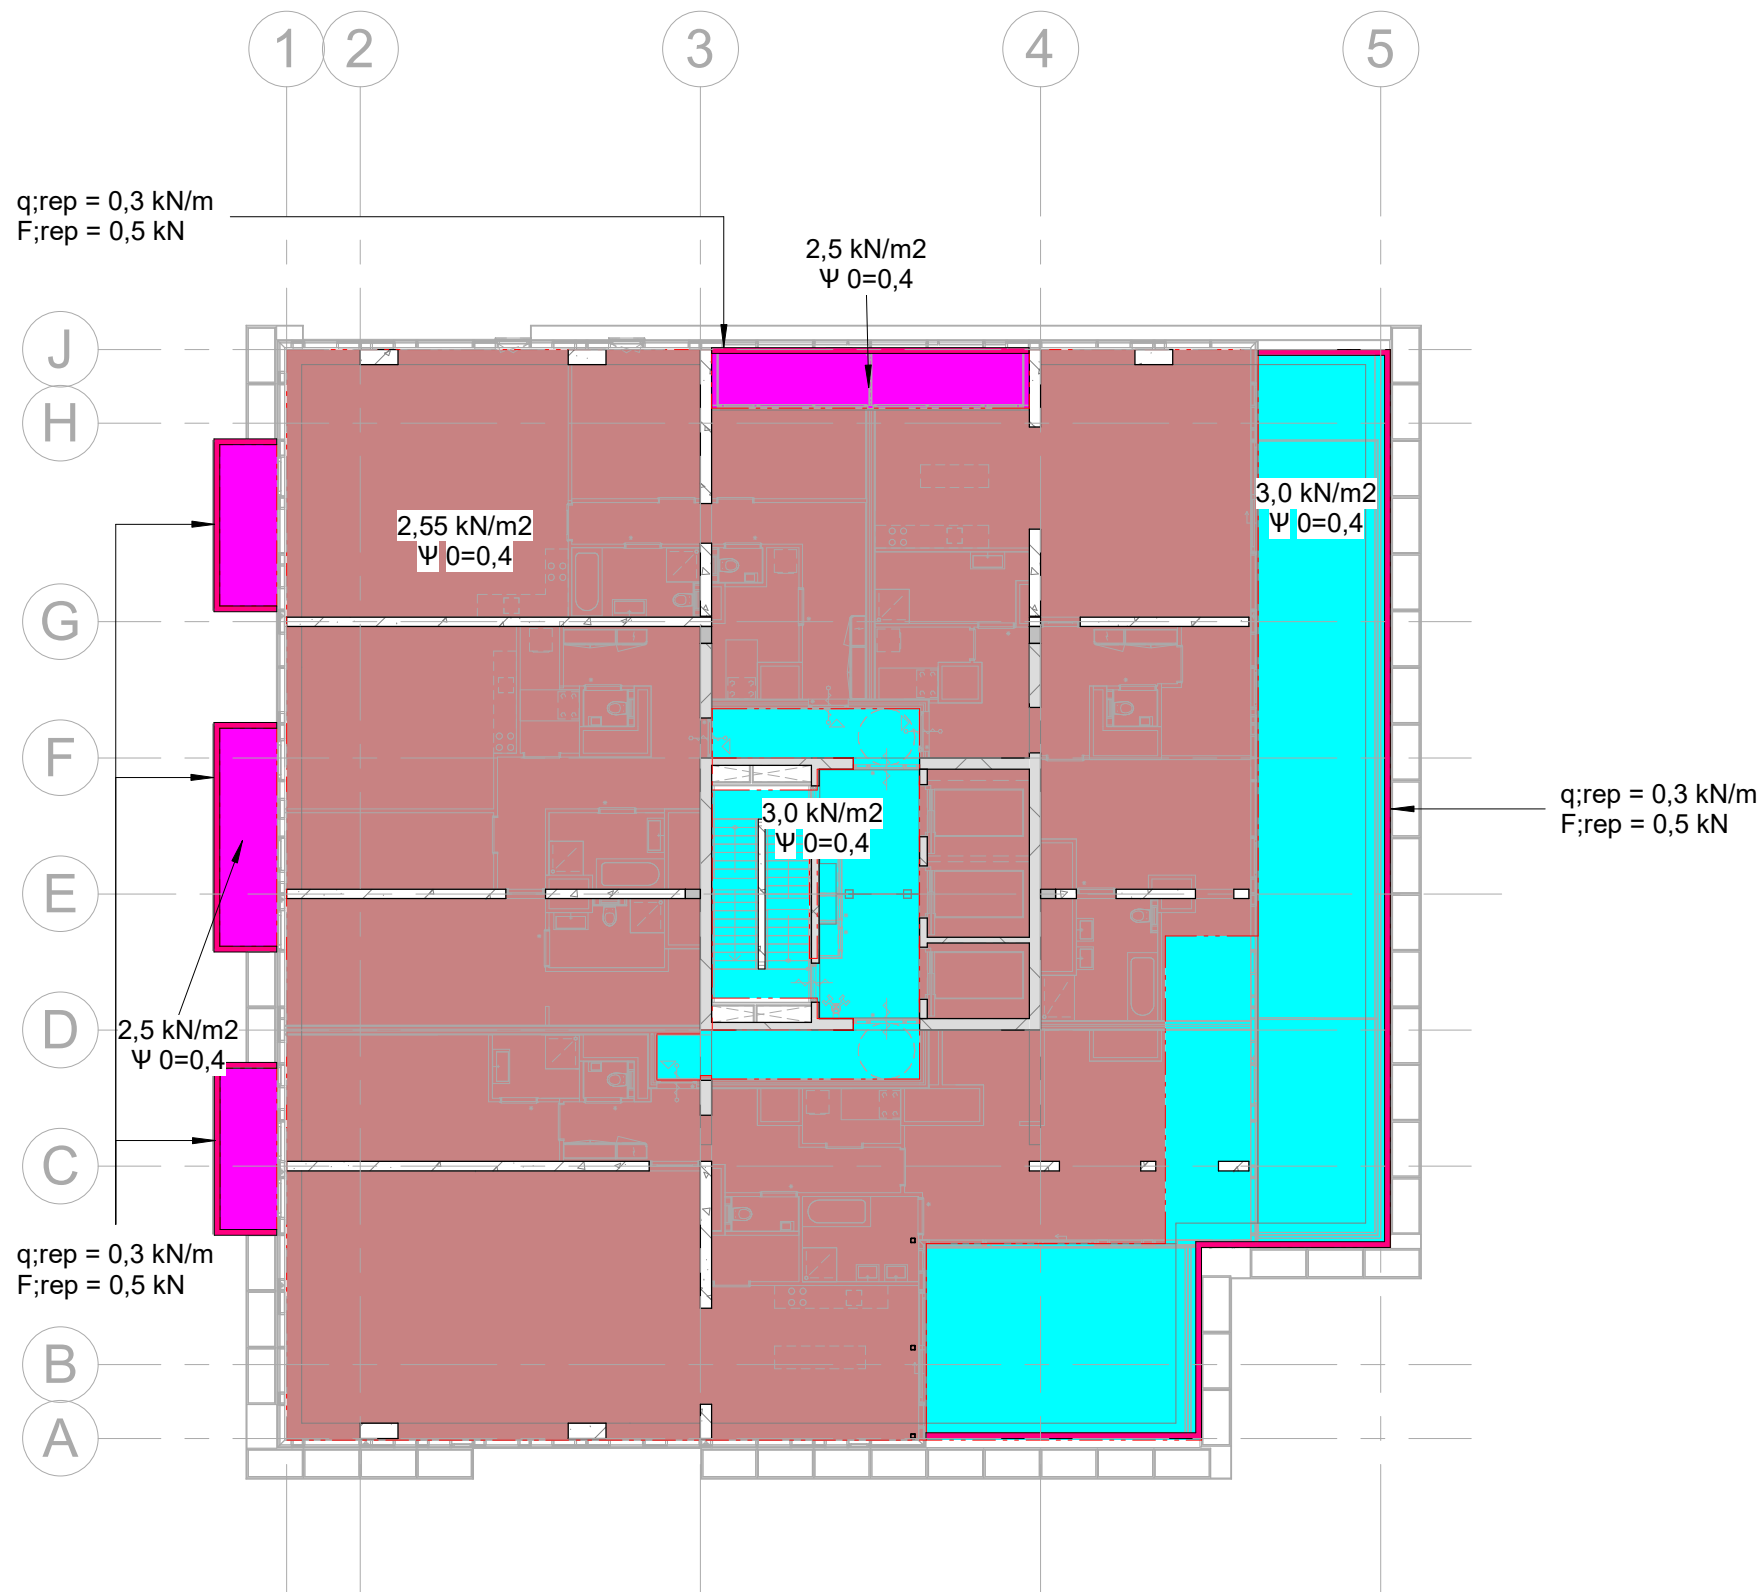 1
2
3
4
5
q;rep = 0,3 kN/m
F;rep = 0,5 kN
2,5 kN/m2
Ψ 0=0,4
J
H
3,0 kN/m2
Ψ 0=0,4
2,55 kN/m2
Ψ 0=0,4
G
F
q;rep = 0,3 kN/m
F;rep = 0,5 kN
3,0 kN/m2
Ψ 0=0,4
E
D
2,5 kN/m2
Ψ 0=0,4
C
q;rep = 0,3 kN/m
F;rep = 0,5 kN
B
A